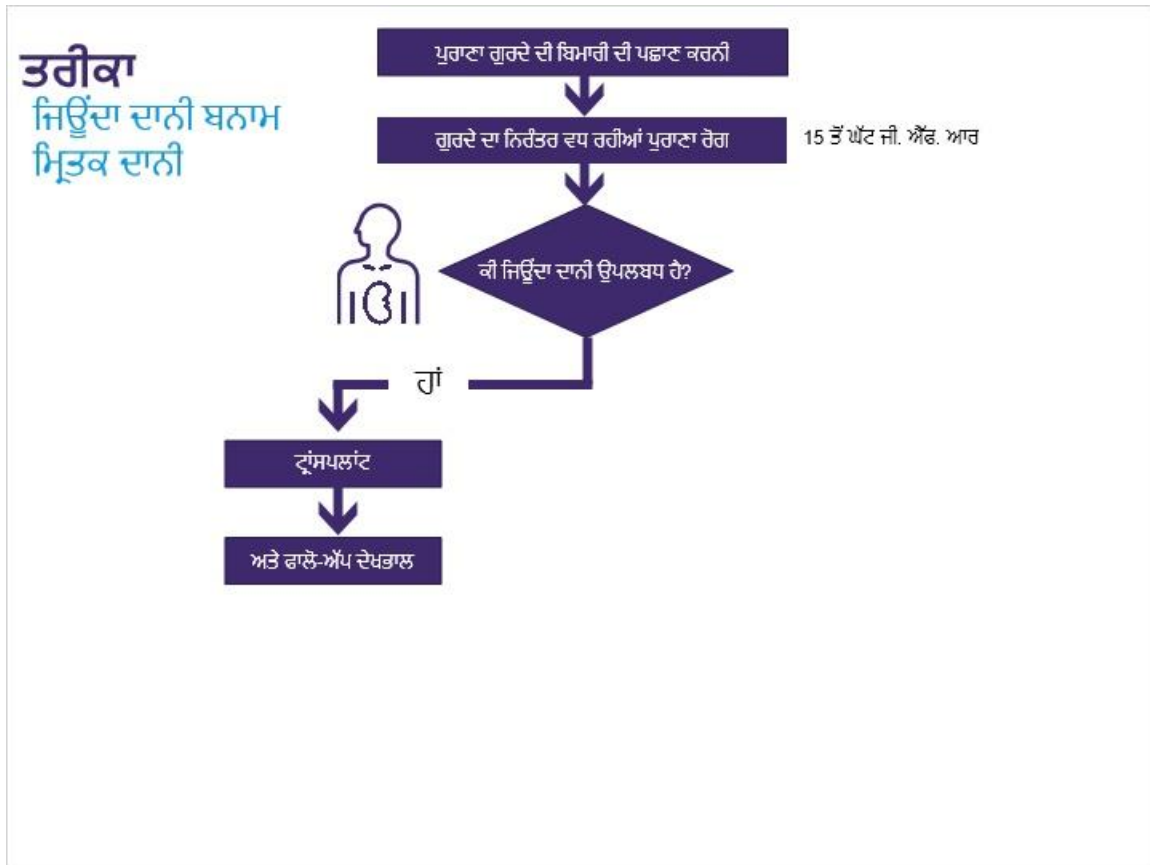 ਤਰੀਕਾ
ਜਿਊਂਦਾ ਦਾਨੀ ਬਨਾਮ
ਮ੍ਰਿਤਕ ਦਾਨੀ
ਪੁਰਾਣਾ ਗੁਰਦੇ ਦੀ ਬਿਮਾਰੀ ਦੀ ਪਛਾਣ ਕਰਨੀ
ਗੁਰਦੇ ਦਾ ਨਿਰੰਤਰ ਵਧ ਰਹੀਆਂ ਪੁਰਾਣਾ ਰੋਗ
15 ਤੋਂ ਘੱਟ ਜੀ. ਐੱਫ. ਆਰ
ਕੀ ਜਿਊਂਦਾ ਦਾਨੀ ਉਪਲਬਧ ਹੈ?
ਹਾਂ
ਟ੍ਰਾਂਸਪਲਾਂਟ
ਅਤੇ ਫਾਲੋ-ਅੱਪ ਦੇਖਭਾਲ